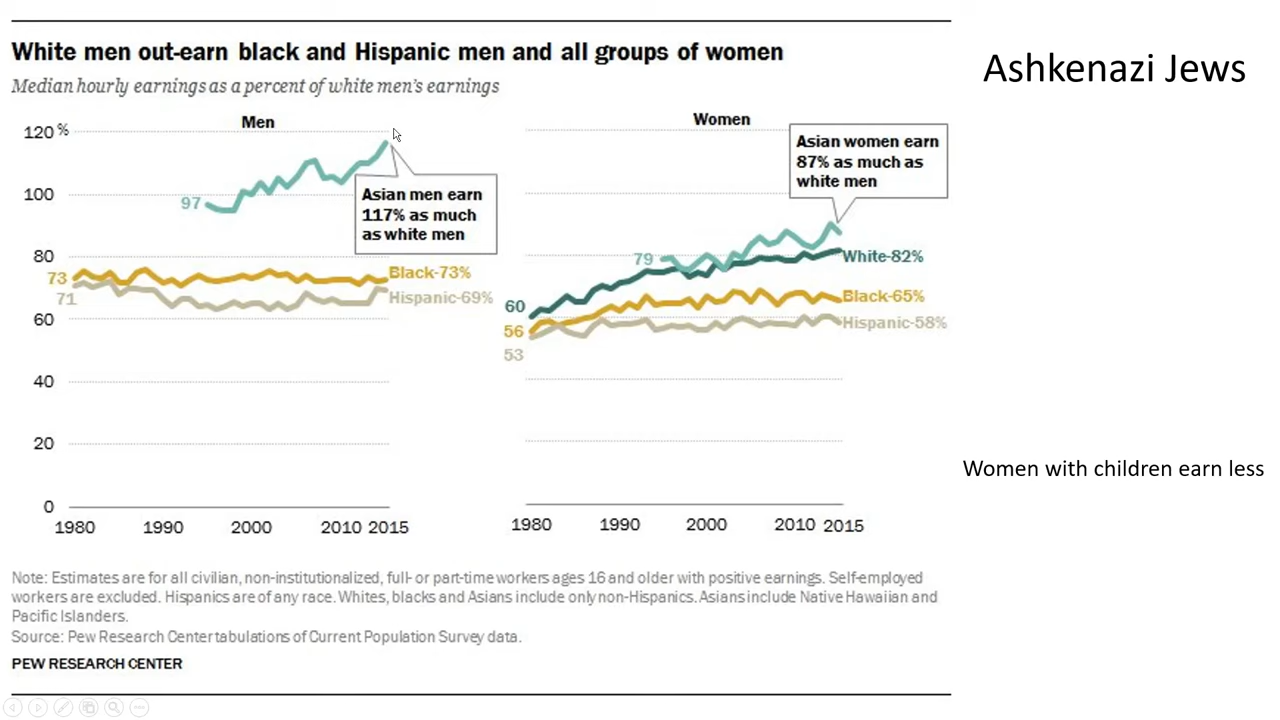 White men out-earn black and Hispanic men and all groups of women
Median hourly earnings as a percent of white men's earnings
Ashkenazi Jews
Men
120 %
100
80
60
40
20
0
97
73
71
Asian men earn
117% as much
as white men
Black-73%
Hispanic-69%
1980
1990
2000
2010
2015
Women
Asian women earn
87% as much as
white men
79
60
56
53
White-82%
Black-65%
Hispanic-58%
1980
1990
2000
2010
2015
Women with children earn less
Note: Estimates are for all civilian, non-institutionalized, full- or part-time workers ages 16 and older with positive earnings. Self-employed
workers are excluded. Hispanics are of any race. Whites, blacks and Asians include only non-Hispanics. Asians include Native Hawaiian and
Pacific Islanders.
Source: Pew Research Center tabulations of Current Population Survey data.
PEW RESEARCH CENTER